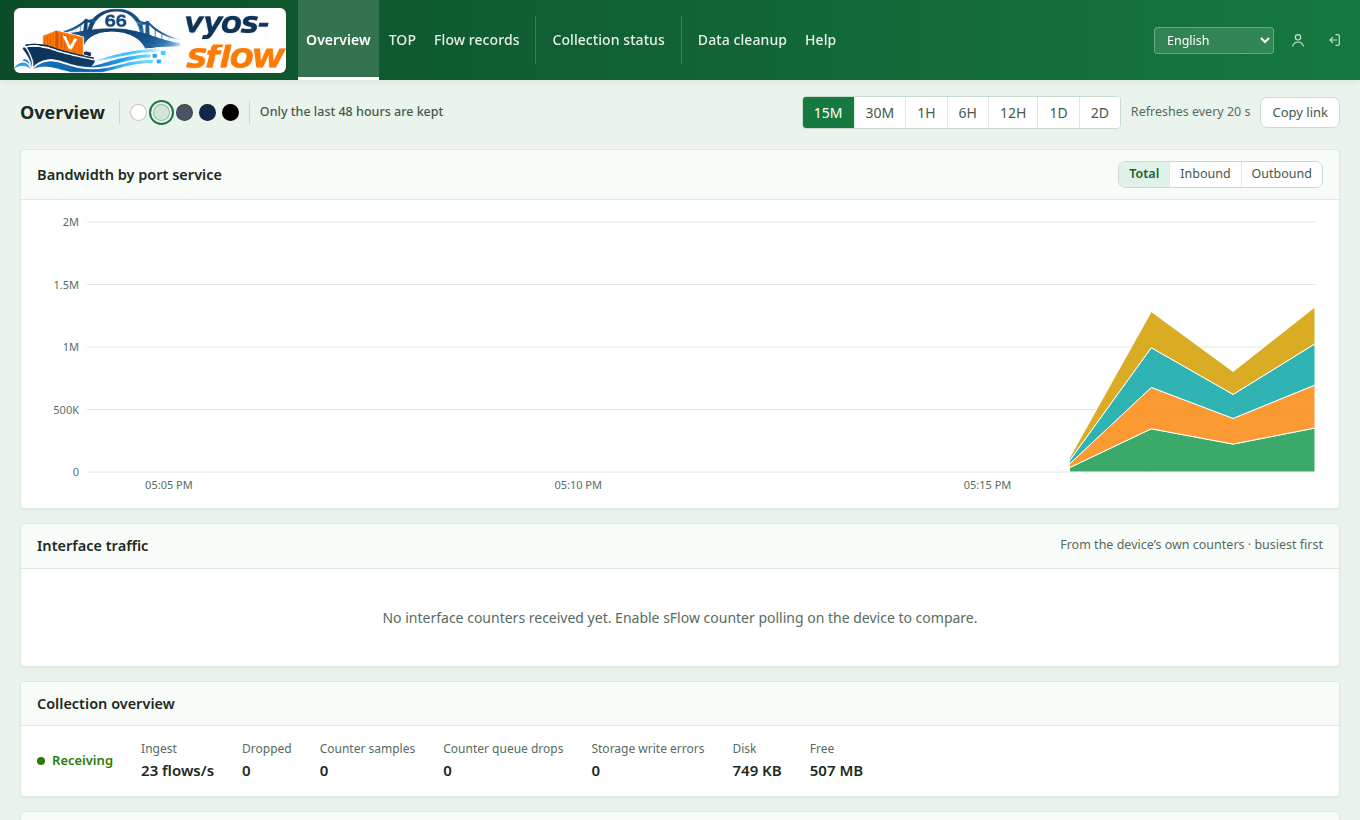 66
V
vyos-
sflow
Overview TOP Flow records Collection status Data cleanup Help
English
Overview
Only the last 48 hours are kept
15M 30M 1H 6H 12H 1D 2D
Refreshes every 20 s
Copy link
Bandwidth by port service
Total Inbound Outbound
2M
1.5M
1M
500K
0
05:05 PM 05:10 PM 05:15 PM
Interface traffic
From the device’s own counters · busiest first
No interface counters received yet. Enable sFlow counter polling on the device to compare.
Collection overview
Receiving
Ingest Dropped Counter samples Counter queue drops Storage write errors Disk Free
23 flows/s 0 0 0 0 749 KB 507 MB